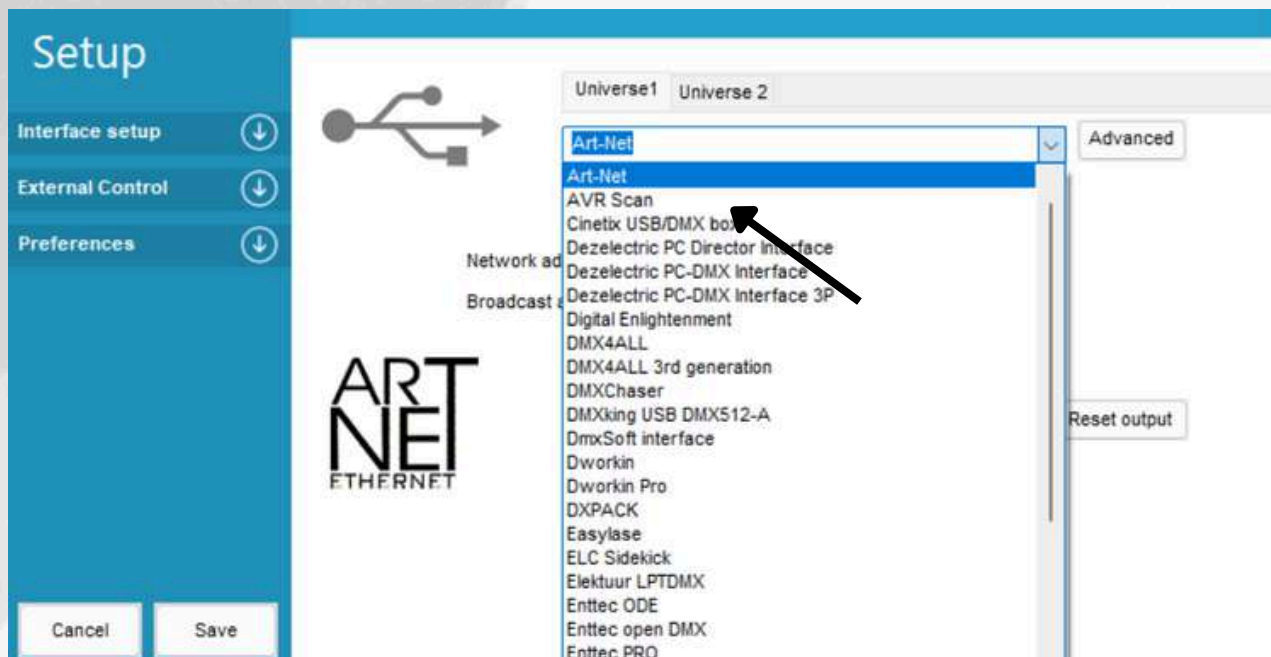 Setup
Interface setup
External Control
Preferences
Cancel Save
Universe1 Universe 2
Art-Net
Advanced
Art-Net
AVR Scan
Cinetix USB/DMX box
Dezelectric PC Director Interface
Network ad
Dezelectric PC-DMX Interface
Broadcast a
Dezelectric PC-DMX Interface 3P
Digital Enlightenment
DMX4ALL
DMX4ALL 3rd generation
DMXChaser
DMXking USB DMX512-A
Reset output
DmxSoft interface
Dworkin
Dworkin Pro
DXPACK
Easylase
ELC Sidekick
Elektuur LPTDMX
Enttec ODE
Enttec open DMX
Enttec PRO
ART
NET
ETHERNET